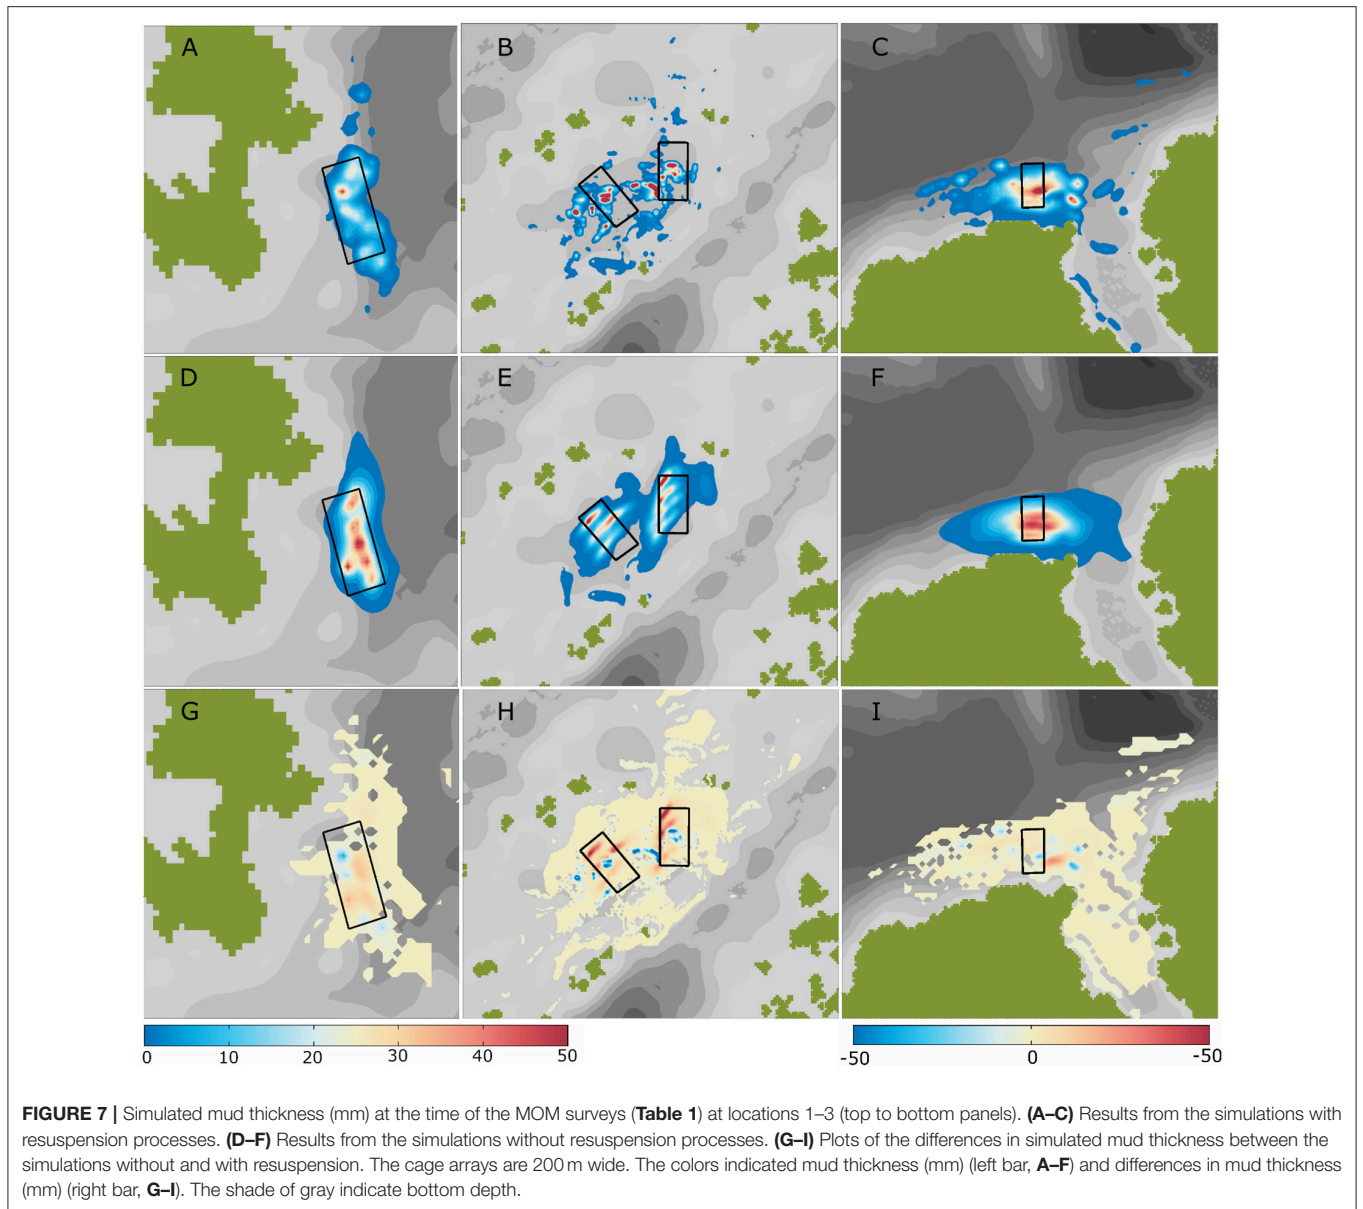 A
B
C
D
E
F
G
H
I
0 10 20 30 40 50
-50 0 -50
FIGURE 7 | Simulated mud thickness (mm) at the time of the MOM surveys (Table 1) at locations 1–3 (top to bottom panels). (A–C) Results from the simulations with
resuspension processes. (D–F) Results from the simulations without resuspension processes. (G–I) Plots of the differences in simulated mud thickness between the
simulations without and with resuspension. The cage arrays are 200 m wide. The colors indicated mud thickness (mm) (left bar, A–F) and differences in mud thickness
(mm) (right bar, G–I). The shade of gray indicate bottom depth.